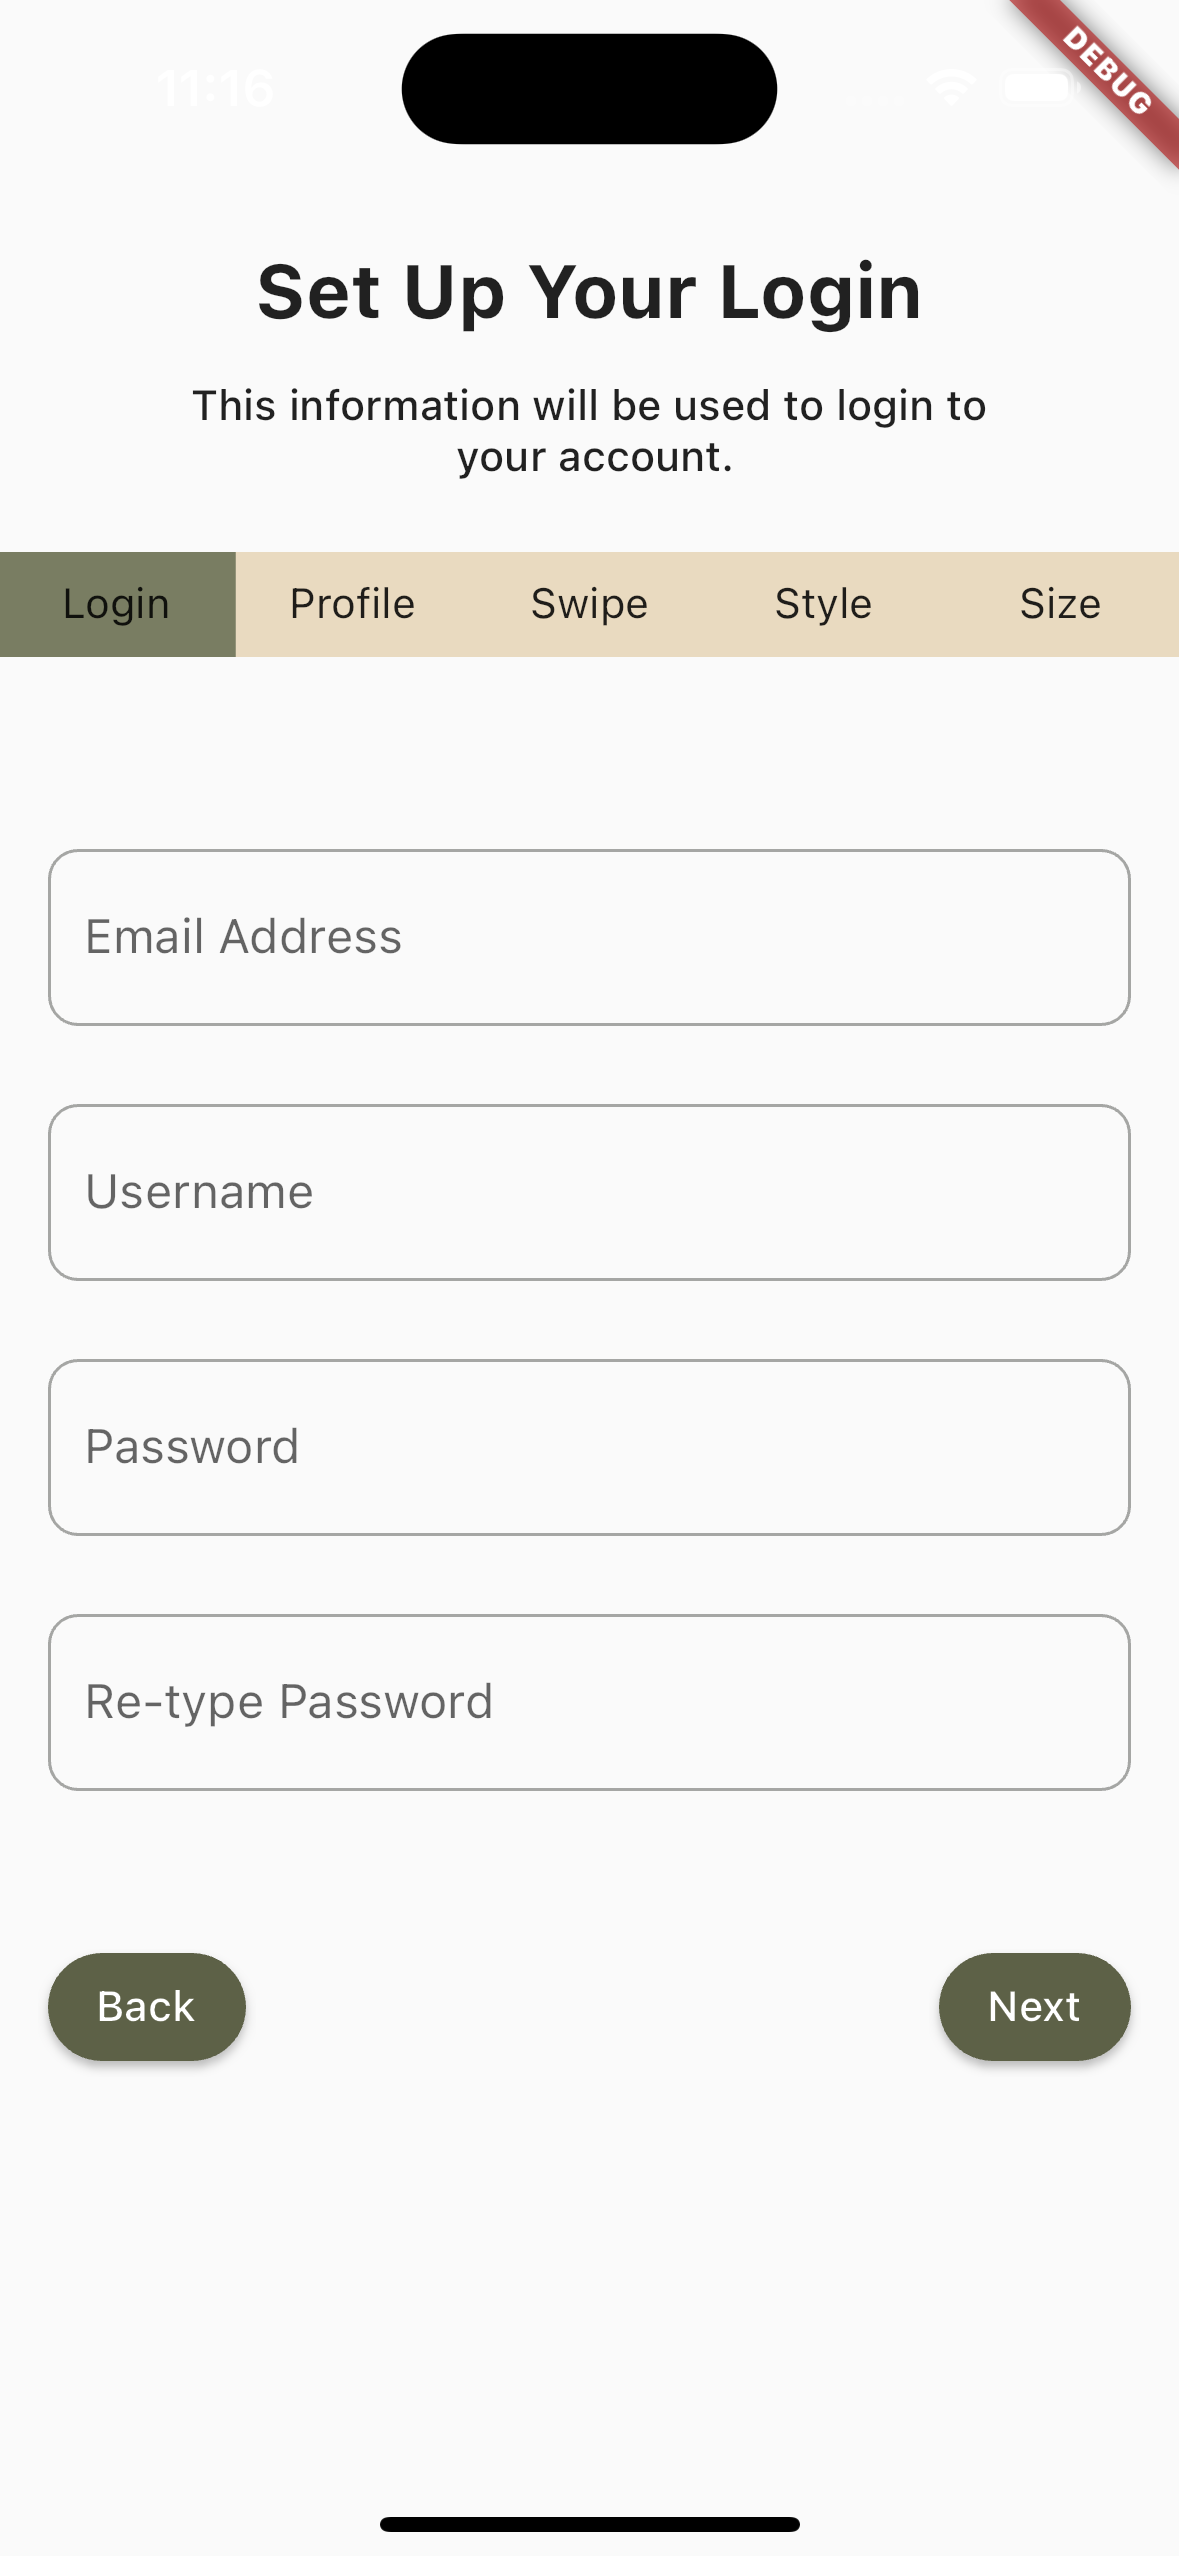 11:16
DEBUG
Set Up Your Login
This information will be used to login to
your account.
Login Profile Swipe Style Size
Email Address
Username
Password
Re-type Password
Back Next